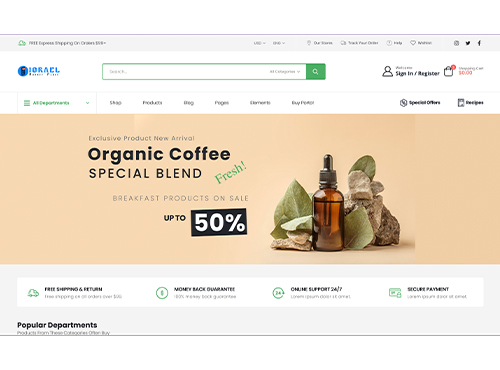 FREE Express Shipping On Orders $99+
USD
ENG
Our Stores
Track Your Order
Help
Wishlist
Search...
All Categories
Welcome
Sign In / Register
Shopping Cart
$0.00
All Departments
Shop
Products
Blog
Pages
Elements
Buy Porto!
Special Offers
Recipes
Exclusive Product New Arrival
Organic Coffee
SPECIAL BLEND
Fresh!
BREAKFAST PRODUCTS ON SALE
UP TO
50%
FREE SHIPPING & RETURN
Free shipping on all orders over $99.
MONEY BACK GUARANTEE
100% money back guarantee
ONLINE SUPPORT 24/7
Lorem ipsum dolor sit amet.
SECURE PAYMENT
Lorem ipsum dolor sit amet.
Popular Departments
Products From These Categories Often Buy